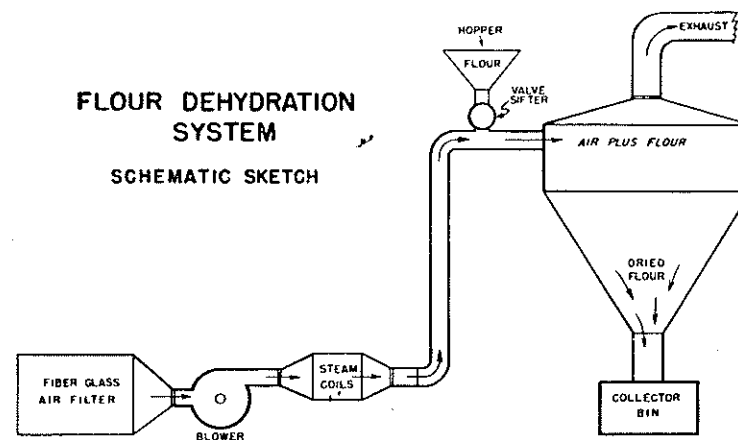 FLOUR DEHYDRATION
SYSTEM
SCHEMATIC SKETCH
HOPPER
FLOUR
VALVE
SIFTER
EXHAUST
AIR PLUS FLOUR
DRIED
FLOUR
FIBER GLASS
AIR FILTER
BLOWER
STEAM
COILS
COLLECTOR
BIN